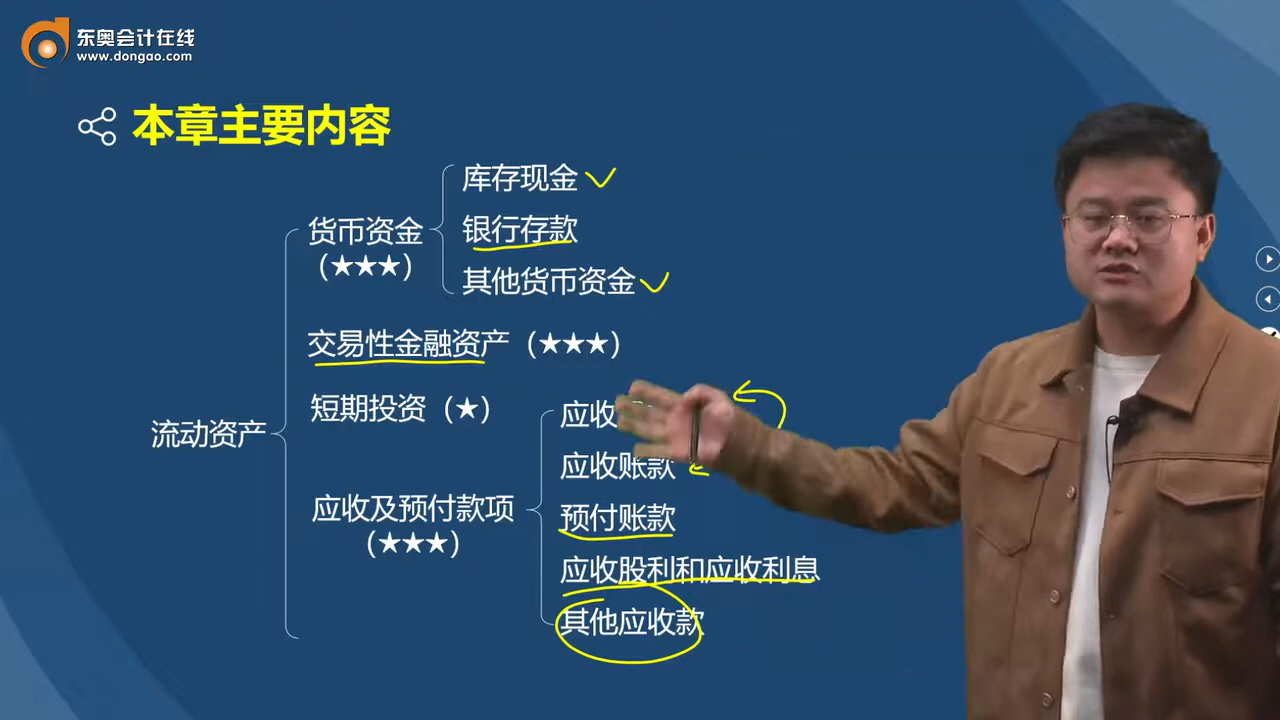 东奥会计在线
www.dongao.com
本章主要内容
流动资产
货币资金
(★★★)
库存现金
银行存款
其他货币资金
交易性金融资产（★★★）
短期投资（★）
应收及预付款项
(★★★)
应收
应收账款
预付账款
应收股利和应收利息
其他应收款